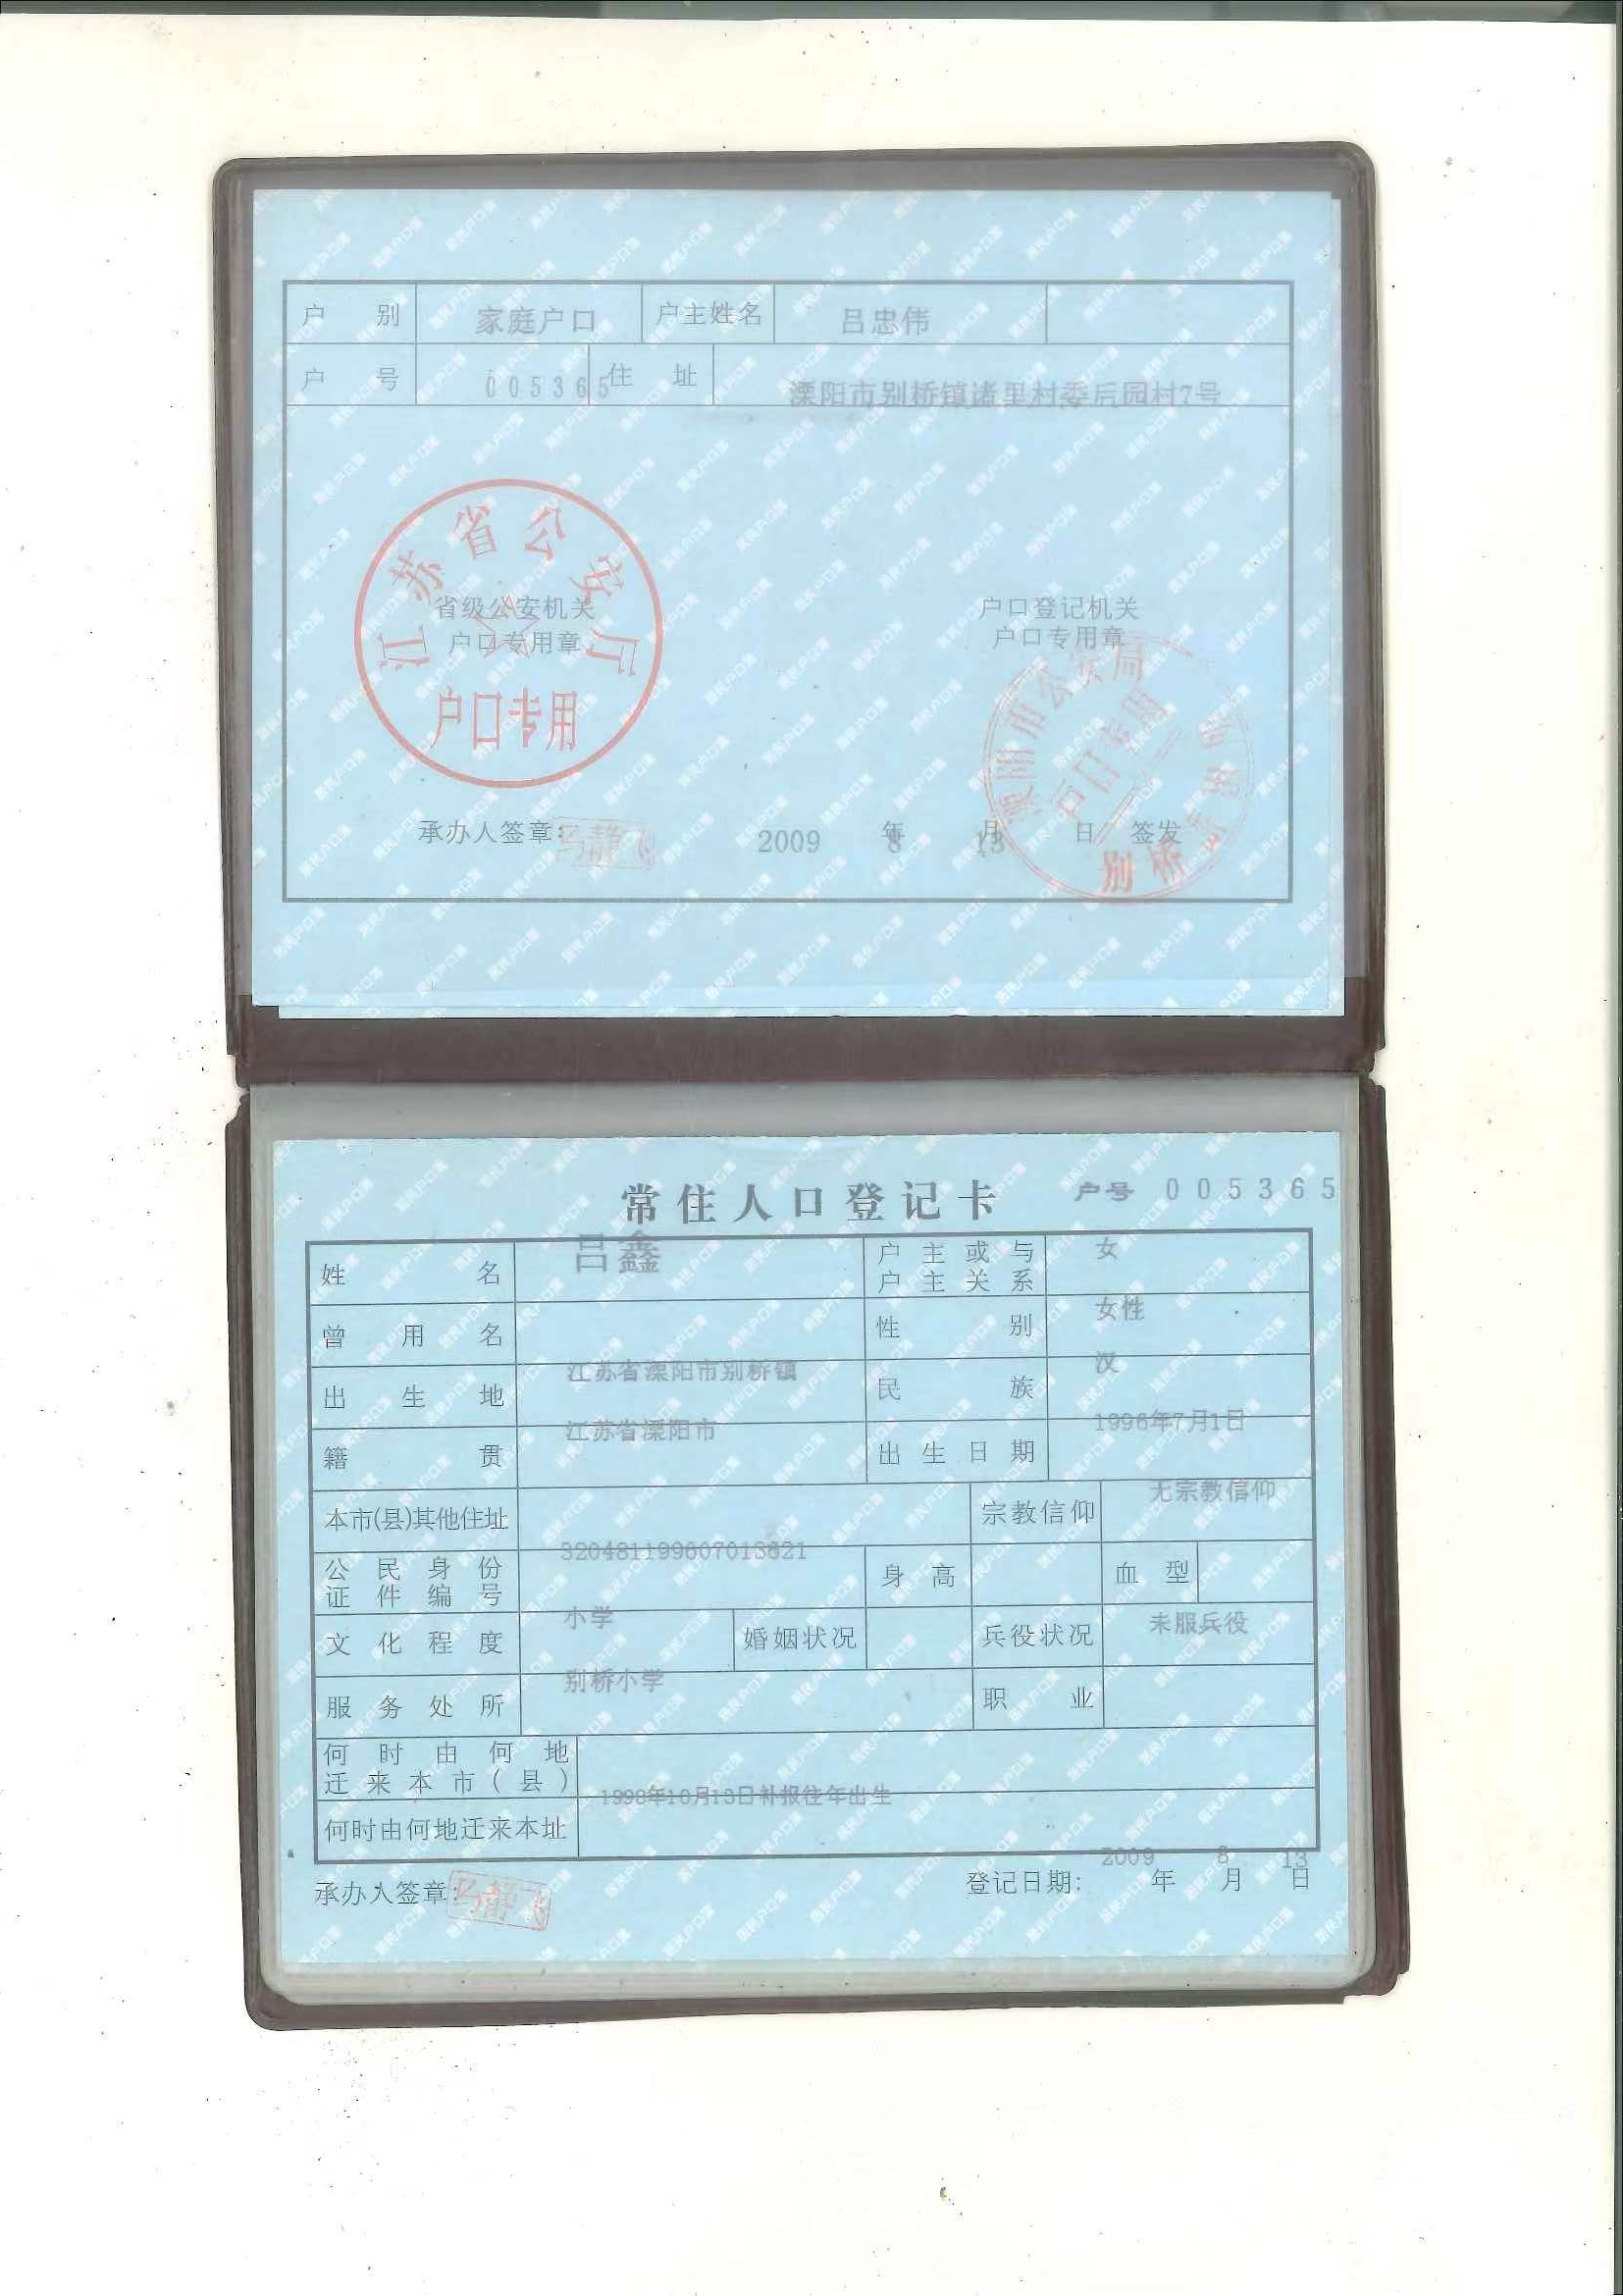 户 别 家庭户口 户主姓名 吕忠伟
户 号 005365 住 址 溧阳市别桥镇诸里村委后园村7号
江苏省公安厅
户口专用
省级公安机关
户口专用章
户口登记机关
户口专用章
溧阳市公安局
户口专用
别桥
承办人签章: 2009 年 8 月 13 日 签发
常住人口登记卡 户号 005365
姓 名 吕鑫 户主或与户主关系 女
曾用名 性 别 女性
出生地 江苏省溧阳市别桥镇 民 族 汉
籍 贯 江苏省溧阳市 出生日期 1996年7月1日
本市(县)其他住址 宗教信仰 无宗教信仰
公民身份证件编号 320481199607013821 身高 血型
文化程度 小学 婚姻状况 兵役状况 未服兵役
服务处所 别桥小学 职 业
何时由何地迁来本市(县) 1998年10月13日补报往年出生
何时由何地迁来本址
承办人签章: 登记日期: 2009 年 8 月 13 日